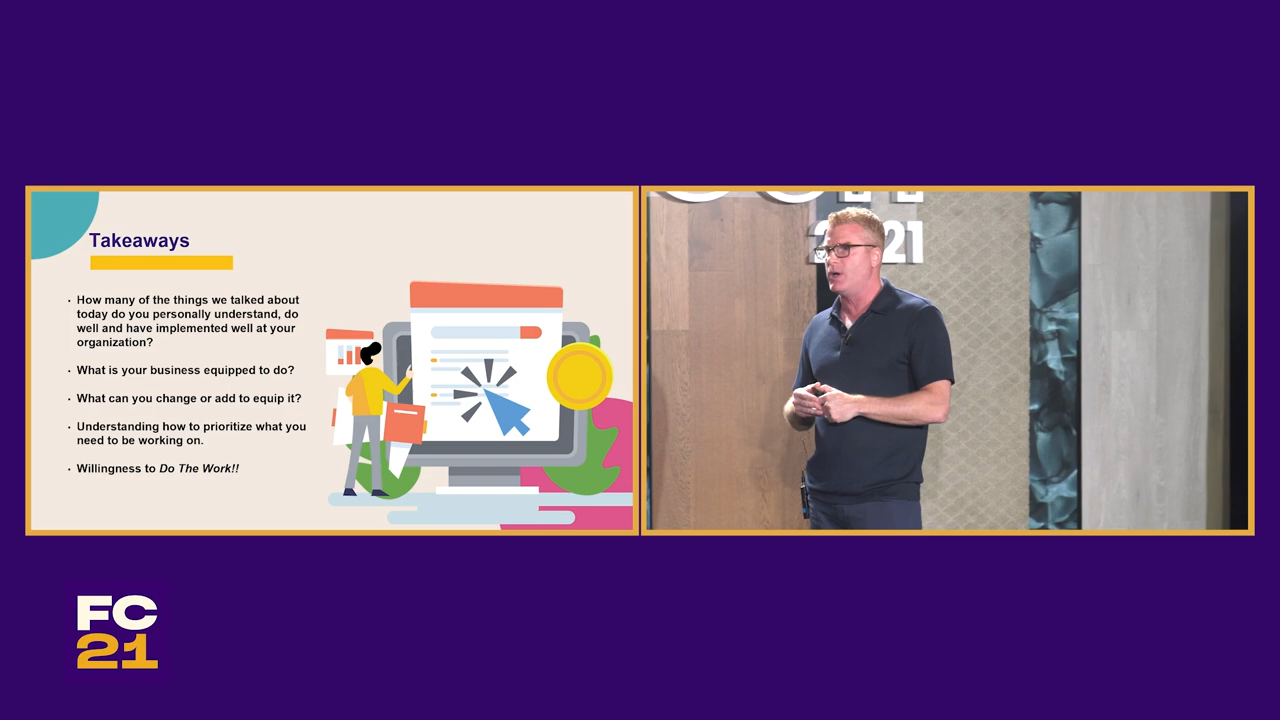 Takeaways
• How many of the things we talked about
today do you personally understand, do
well and have implemented well at your
organization?
• What is your business equipped to do?
• What can you change or add to equip it?
• Understanding how to prioritize what you
need to be working on.
• Willingness to Do The Work!!
FC
21